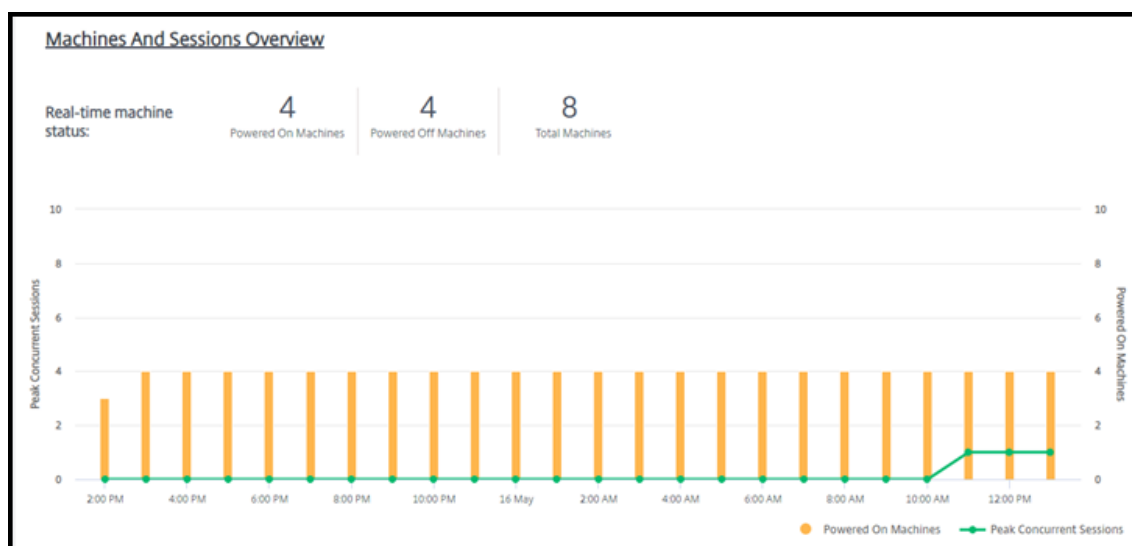 Machines And Sessions Overview
Real-time machine status:
4
Powered On Machines
4
Powered Off Machines
8
Total Machines
Peak Concurrent Sessions
10
8
6
4
2
0
10
8
6
4
2
0
Powered On Machines
2:00 PM 4:00 PM 6:00 PM 8:00 PM 10:00 PM 16 May 2:00 AM 4:00 AM 6:00 AM 8:00 AM 10:00 AM 12:00 PM
Powered On Machines Peak Concurrent Sessions